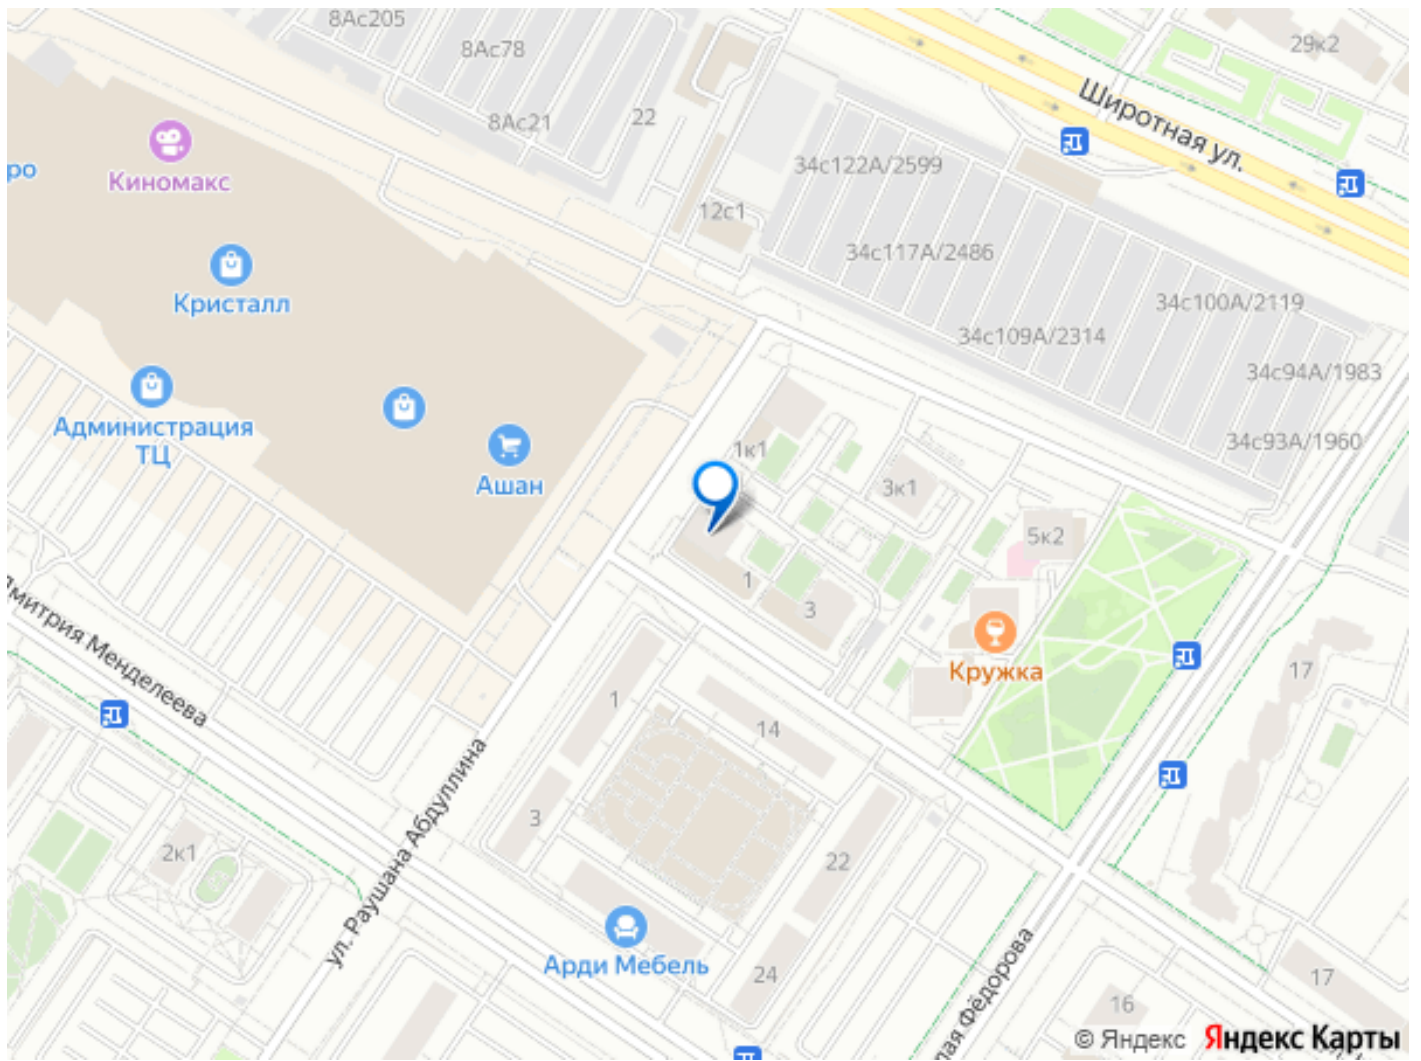 8Ас205
8Ас78
29к2
8Ас21
22
Широтная ул.
34с122А/2599
Киномакс
ро
12с1
34с117А/2486
Кристалл
34с100А/2119
34с109А/2314
34с94А/1983
Администрация
ТЦ
1к1
34с93А/1960
Ашан
3к1
5к2
1
3
Дмитрия Менделеева
Кружка
17
1
14
ул. Раушана Абдуллина
3
2к1
22
Арди Мебель
24
лая Фёдорова
16
17
© Яндекс Яндекс Карты